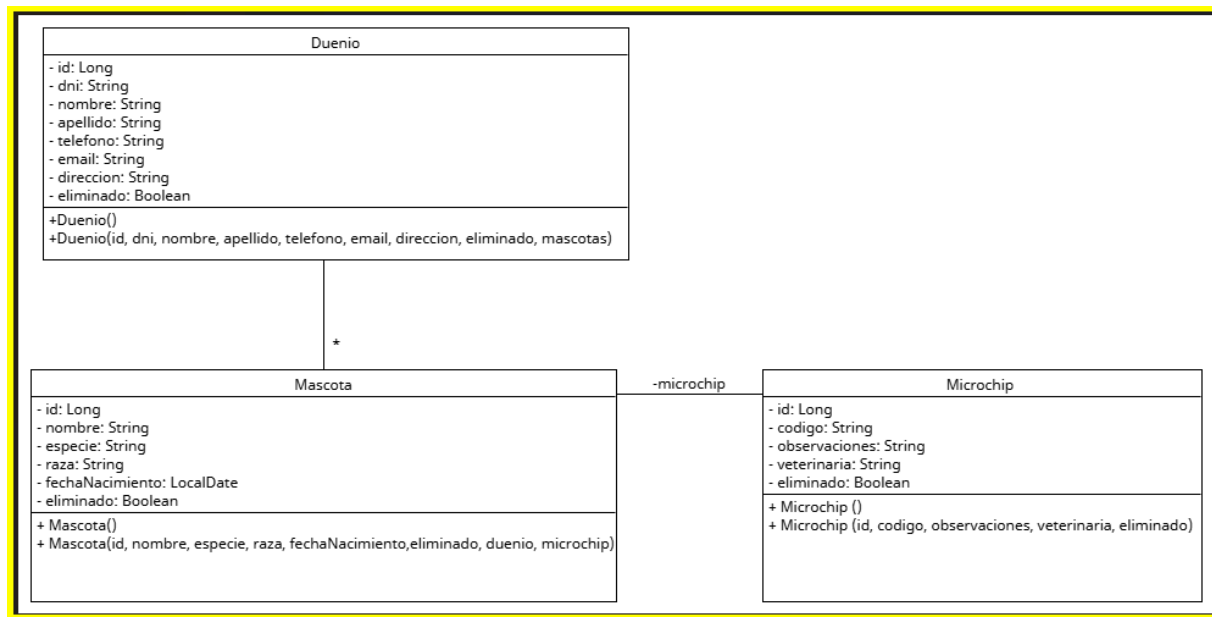 Duenio
- id: Long
- dni: String
- nombre: String
- apellido: String
- telefono: String
- email: String
- direccion: String
- eliminado: Boolean
+Duenio()
+Duenio(id, dni, nombre, apellido, telefono, email, direccion, eliminado, mascotas)
*
Mascota
- id: Long
- nombre: String
- especie: String
- raza: String
- fechaNacimiento: LocalDate
- eliminado: Boolean
+ Mascota()
+ Mascota(id, nombre, especie, raza, fechaNacimiento,eliminado, duenio, microchip)
-microchip
Microchip
- id: Long
- codigo: String
- observaciones: String
- veterinaria: String
- eliminado: Boolean
+ Microchip ()
+ Microchip (id, codigo, observaciones, veterinaria, eliminado)